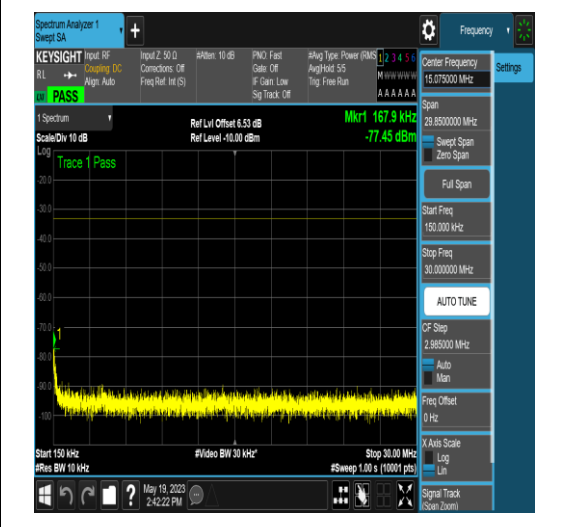 Spectrum Analyzer 1
Swept SA
+
Frequency
KEYSIGHT
RL
Input: RF
Coupling: DC
Align: Auto
Input Z: 50 Ω
Corrections: Off
Freq Ref: Int (S)
#Atten: 10 dB
PNO: Fast
Gate: Off
IF Gain: Low
Sig Track: Off
#Avg Type: Power (RMS
Avg|Hold: 5/5
Trig: Free Run
1 2 3 4 5 6
M w w w w w
A A A A A A
PASS
1 Spectrum
Scale/Div 10 dB
Ref Lvl Offset 6.53 dB
Ref Level -10.00 dBm
Mkr1 167.9 kHz
-77.45 dBm
Log
Trace 1 Pass
-20.0
-30.0
-40.0
-50.0
-60.0
-70.0
1
-80.0
-90.0
-100
Start 150 kHz
#Res BW 10 kHz
#Video BW 30 kHz*
Stop 30.00 MHz
#Sweep 1.00 s (10001 pts)
May 19, 2023
2:42:22 PM
?
Center Frequency
15.075000 MHz
Settings
Span
29.8500000 MHz
Swept Span
Zero Span
Full Span
Start Freq
150.000 kHz
Stop Freq
30.000000 MHz
AUTO TUNE
CF Step
2.985000 MHz
Auto
Man
Freq Offset
0 Hz
X Axis Scale
Log
Lin
Signal Track
(Span Zoom)